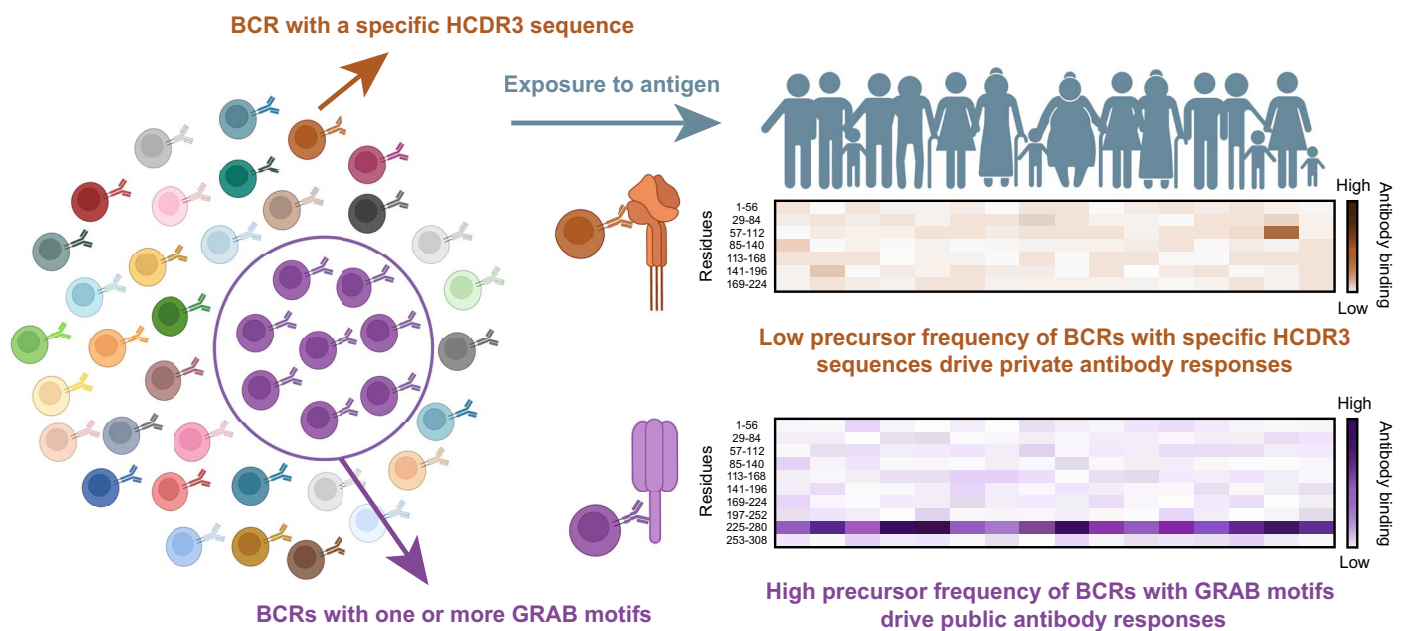 BCR with a specific HCDR3 sequence
Exposure to antigen
High
Residues
1-56
29-84
57-112
85-140
113-168
141-196
169-224
Antibody binding
Low
Low precursor frequency of BCRs with specific HCDR3
sequences drive private antibody responses
High
Residues
1-56
29-84
57-112
85-140
113-168
141-196
169-224
197-252
225-280
253-308
Antibody binding
Low
BCRs with one or more GRAB motifs
High precursor frequency of BCRs with GRAB motifs
drive public antibody responses